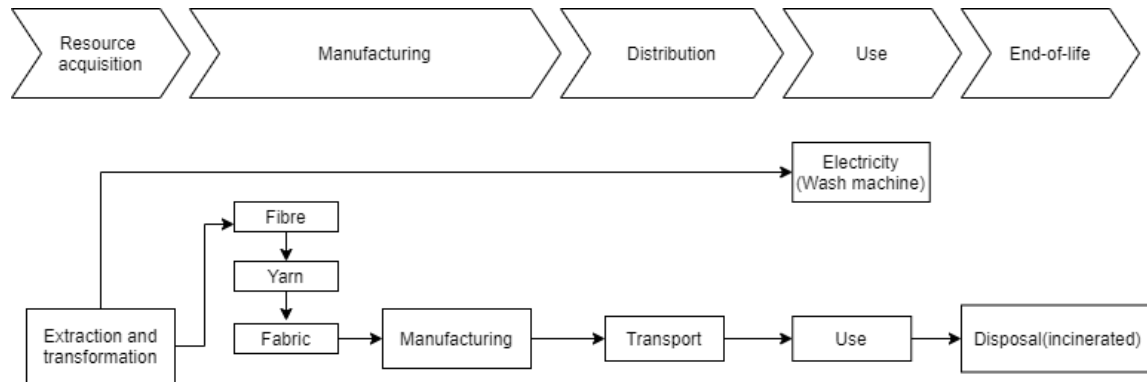 Resource
acquisition
Manufacturing
Distribution
Use
End-of-life
Electricity
(Wash machine)
Fibre
Yarn
Fabric
Extraction and
transformation
Manufacturing
Transport
Use
Disposal(incinerated)